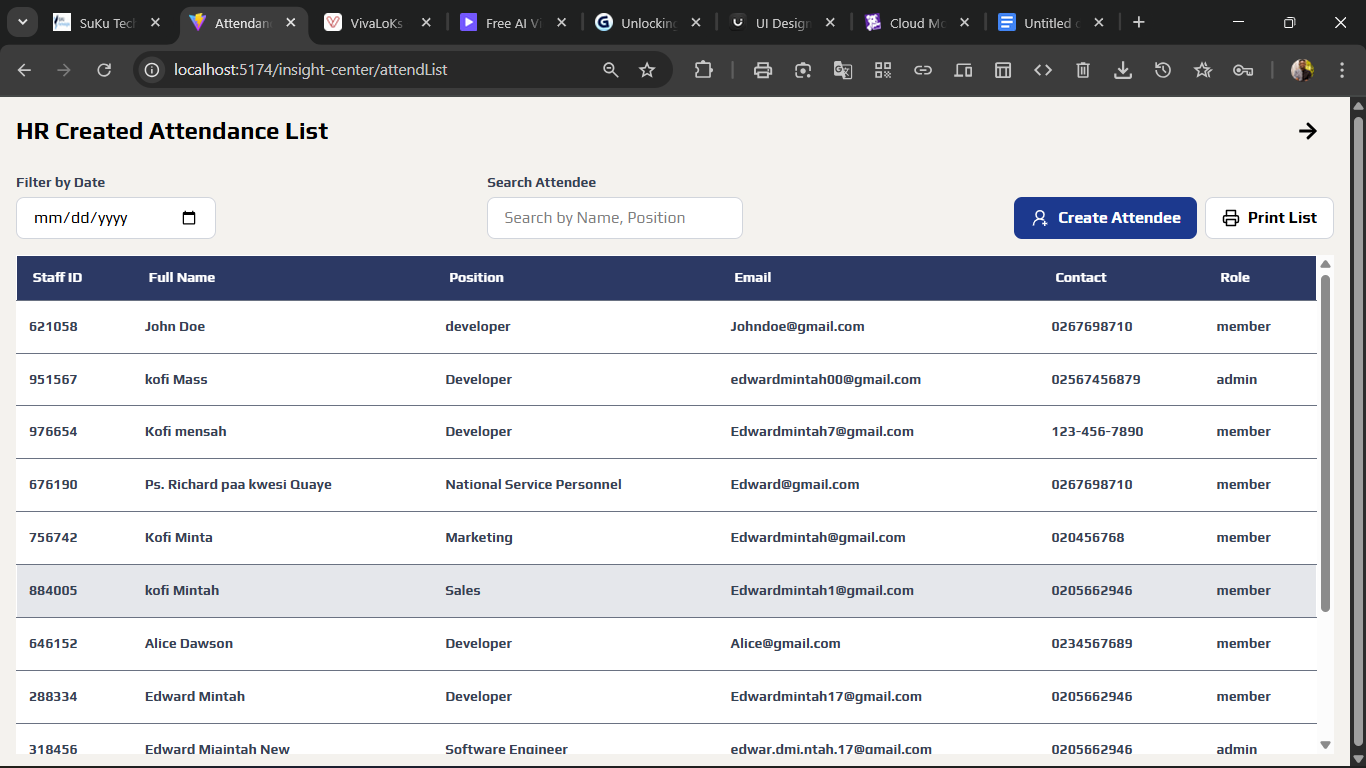 SuKu Tech
Attendan
VivaLoKs
Free AI Vi
Unlocking
UI Design
Cloud Mo
Untitled
localhost:5174/insight-center/attendList
HR Created Attendance List
Filter by Date
Search Attendee
mm/dd/yyyy
Search by Name, Position
Create Attendee
Print List
Staff ID Full Name Position Email Contact Role
621058 John Doe developer Johndoe@gmail.com 0267698710 member
951567 kofi Mass Developer edwardmintah00@gmail.com 02567456879 admin
976654 Kofi mensah Developer Edwardmintah7@gmail.com 123-456-7890 member
676190 Ps. Richard paa kwesi Quaye National Service Personnel Edward@gmail.com 0267698710 member
756742 Kofi Minta Marketing Edwardmintah@gmail.com 020456768 member
884005 kofi Mintah Sales Edwardmintah1@gmail.com 0205662946 member
646152 Alice Dawson Developer Alice@gmail.com 0234567689 member
288334 Edward Mintah Developer Edwardmintah17@gmail.com 0205662946 member
318456 Edward Miaintah New Software Engineer edwar.dmi.ntah.17@gmail.com 0205662946 admin